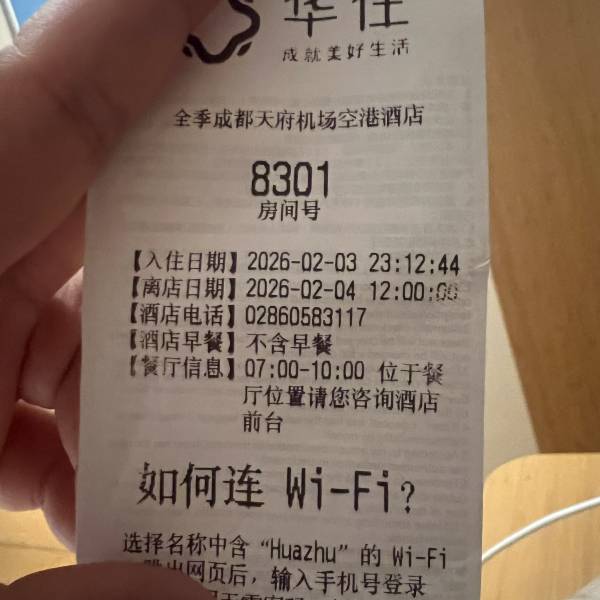 华住
成就美好生活
全季成都天府机场空港酒店
8301
房间号
【入住日期】2026-02-03 23:12:44
【离店日期】2026-02-04 12:00:00
【酒店电话】02860583117
【酒店早餐】不含早餐
【餐厅信息】07:00-10:00 位于餐
厅位置请您咨询酒店
前台
如何连 Wi-Fi?
选择名称中含“Huazhu”的 Wi-Fi
跳出网页后，输入手机号登录